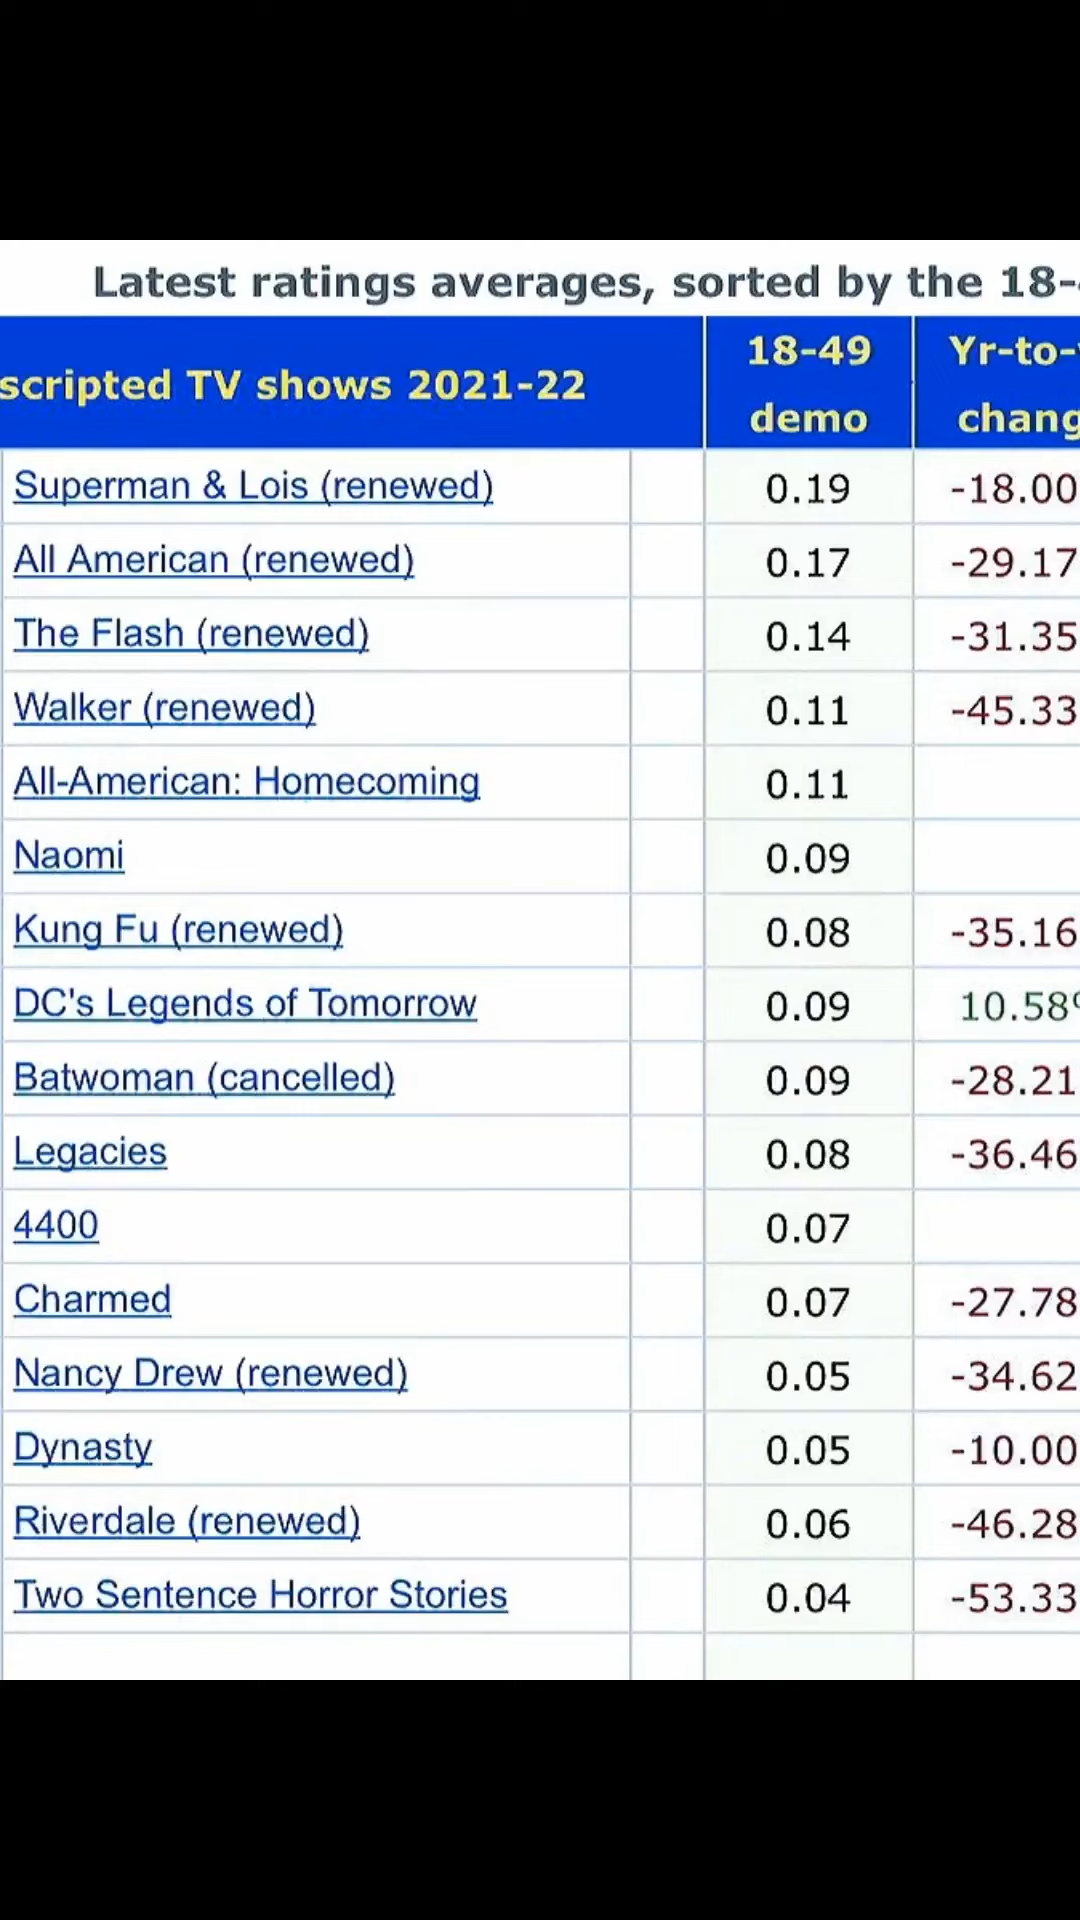 Latest ratings averages, sorted by the 18-
scripted TV shows 2021-22 18-49 demo Yr-to- chang
Superman & Lois (renewed) 0.19 -18.00
All American (renewed) 0.17 -29.17
The Flash (renewed) 0.14 -31.35
Walker (renewed) 0.11 -45.33
All-American: Homecoming 0.11
Naomi 0.09
Kung Fu (renewed) 0.08 -35.16
DC's Legends of Tomorrow 0.09 10.58
Batwoman (cancelled) 0.09 -28.21
Legacies 0.08 -36.46
4400 0.07
Charmed 0.07 -27.78
Nancy Drew (renewed) 0.05 -34.62
Dynasty 0.05 -10.00
Riverdale (renewed) 0.06 -46.28
Two Sentence Horror Stories 0.04 -53.33